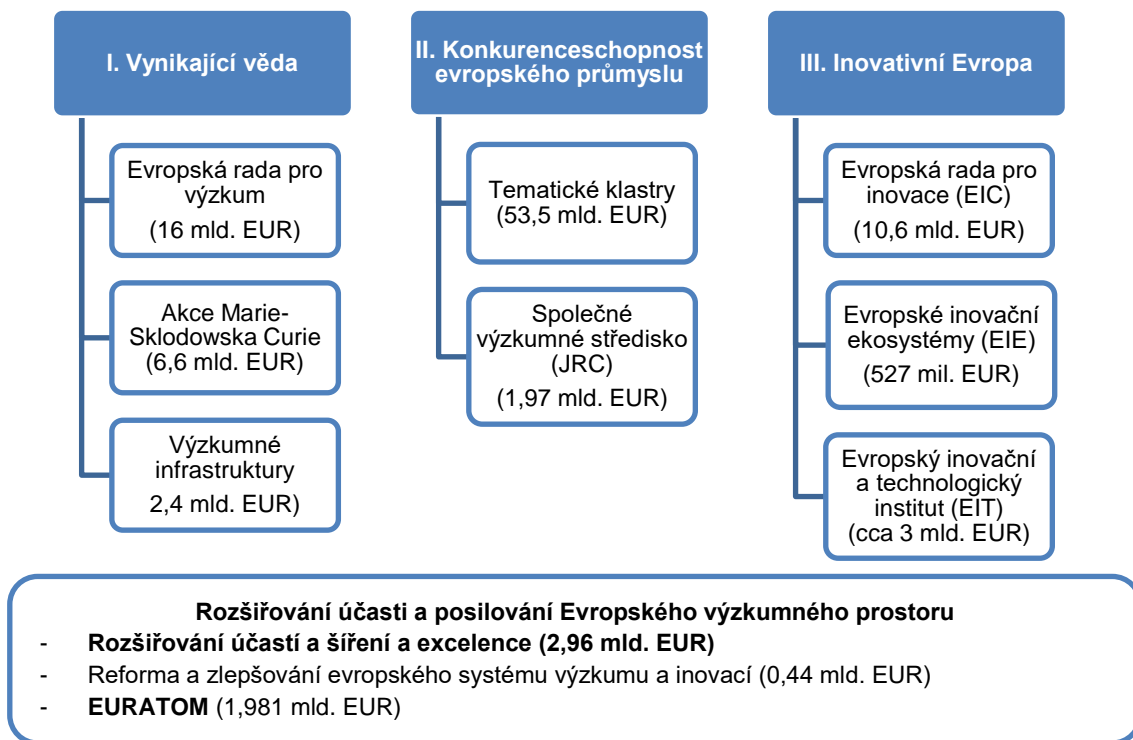 I. Vynikající věda
Evropská rada pro
výzkum
(16 mld. EUR)
Akce Marie-
Sklodowska Curie
(6,6 mld. EUR)
Výzkumné
infrastruktury
2,4 mld. EUR)
II. Konkurenceschopnost
evropského průmyslu
Tematické klastry
(53,5 mld. EUR)
Společné
výzkumné středisko
(JRC)
(1,97 mld. EUR)
III. Inovativní Evropa
Evropská rada pro
inovace (EIC)
(10,6 mld. EUR)
Evropské inovační
ekosystémy (EIE)
(527 mil. EUR)
Evropský inovační
a technologický
institut (EIT)
(cca 3 mld. EUR)
Rozšiřování účasti a posilování Evropského výzkumného prostoru
- Rozšiřování účastí a šíření a excelence (2,96 mld. EUR)
- Reforma a zlepšování evropského systému výzkumu a inovací (0,44 mld. EUR)
- EURATOM (1,981 mld. EUR)